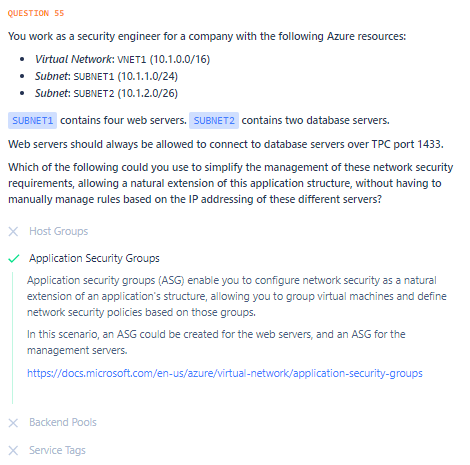 QUESTION 55
You work as a security engineer for a company with the following Azure resources:
Virtual Network: VNET1 (10.1.0.0/16)
Subnet: SUBNET1 (10.1.1.0/24)
Subnet: SUBNET2 (10.1.2.0/26)
SUBNET1 contains four web servers. SUBNET2 contains two database servers.
Web servers should always be allowed to connect to database servers over TPC port 1433.
Which of the following could you use to simplify the management of these network security
requirements, allowing a natural extension of this application structure, without having to
manually manage rules based on the IP addressing of these different servers?
Host Groups
Application Security Groups
Application security groups (ASG) enable you to configure network security as a natural
extension of an application's structure, allowing you to group virtual machines and define
network security policies based on those groups.
In this scenario, an ASG could be created for the web servers, and an ASG for the
management servers.
https://docs.microsoft.com/en-us/azure/virtual-network/application-security-groups
Backend Pools
Service Tags